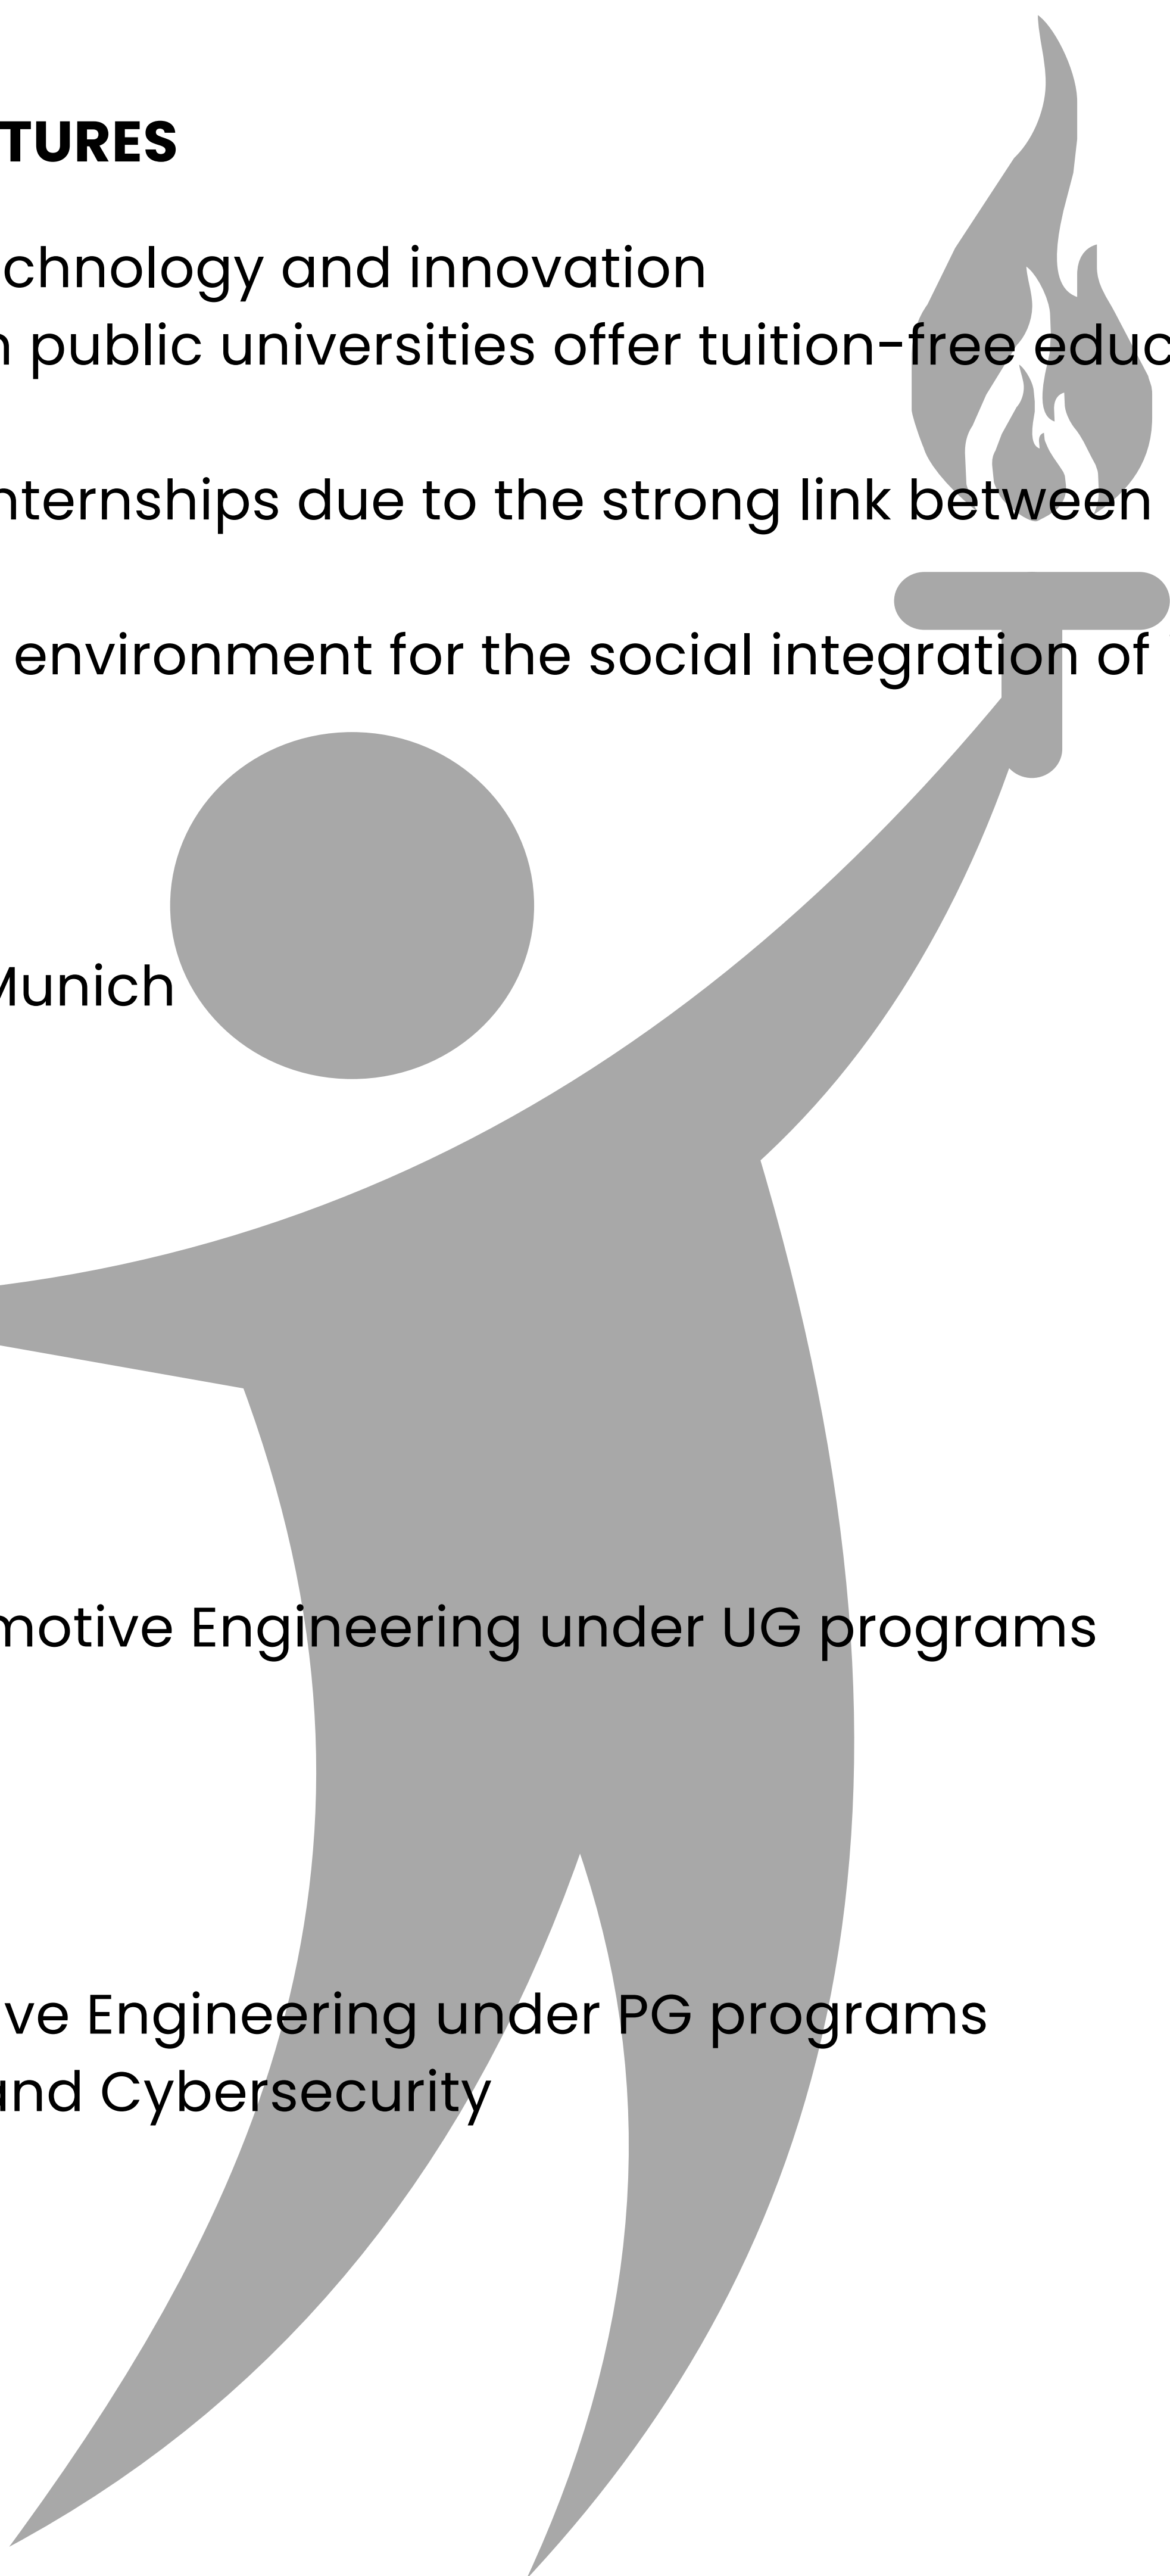 TURES
chnology and innovation
n public universities offer tuition-free educ
nternships due to the strong link between
environment for the social integration of
Munich
motive Engineering under UG programs
ve Engineering under PG programs
and Cybersecurity